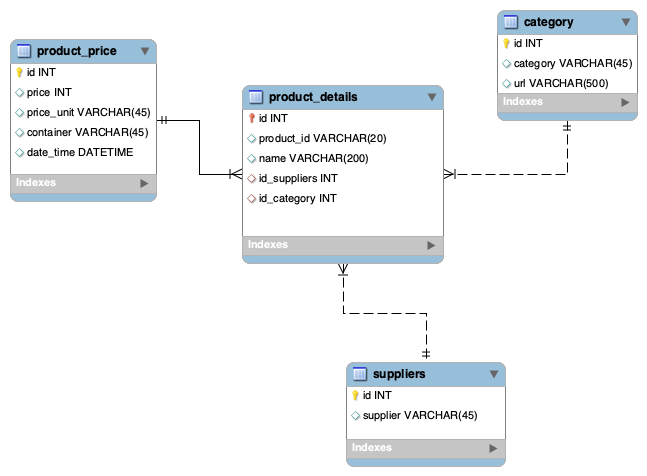 product_price
id INT
price INT
price_unit VARCHAR(45)
container VARCHAR(45)
date_time DATETIME
Indexes
product_details
id INT
product_id VARCHAR(20)
name VARCHAR(200)
id_suppliers INT
id_category INT
Indexes
category
id INT
category VARCHAR(45)
url VARCHAR(500)
Indexes
suppliers
id INT
supplier VARCHAR(45)
Indexes